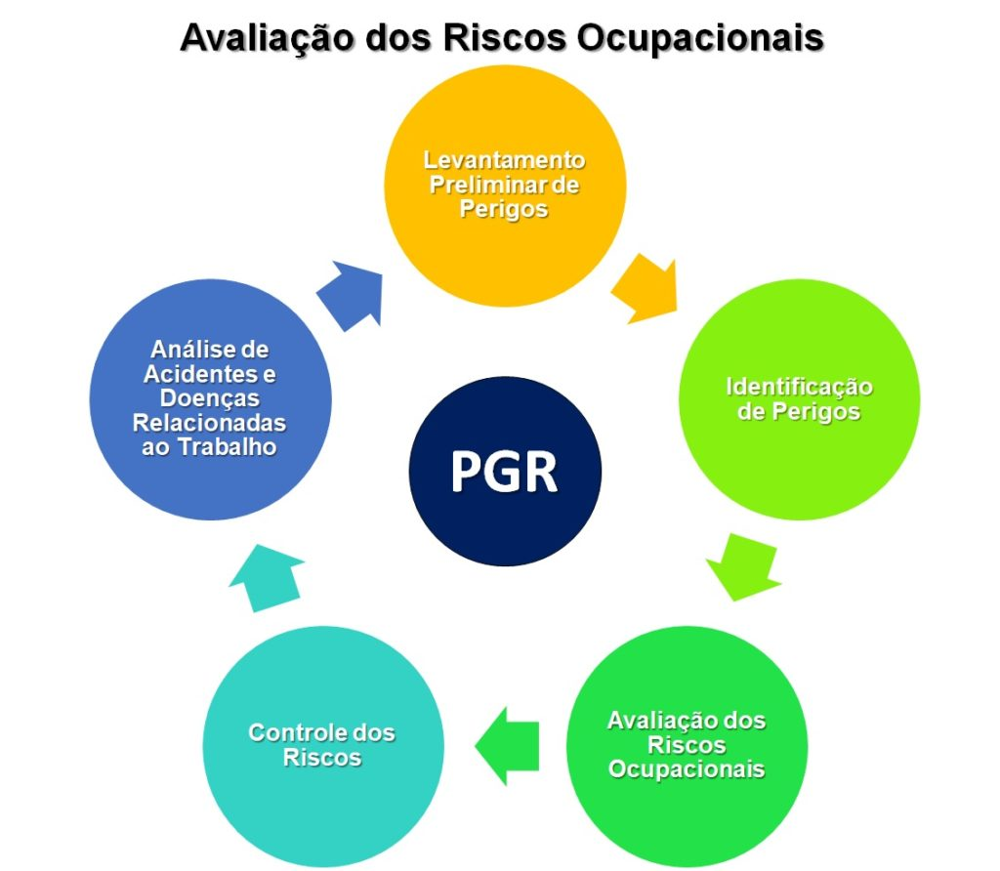 Avaliação dos Riscos Ocupacionais
Levantamento
Preliminar de
Perigos
Identificação
de Perigos
Avaliação dos
Riscos
Ocupacionais
Controle dos
Riscos
Análise de
Acidentes e
Doenças
Relacionadas
ao Trabalho
PGR